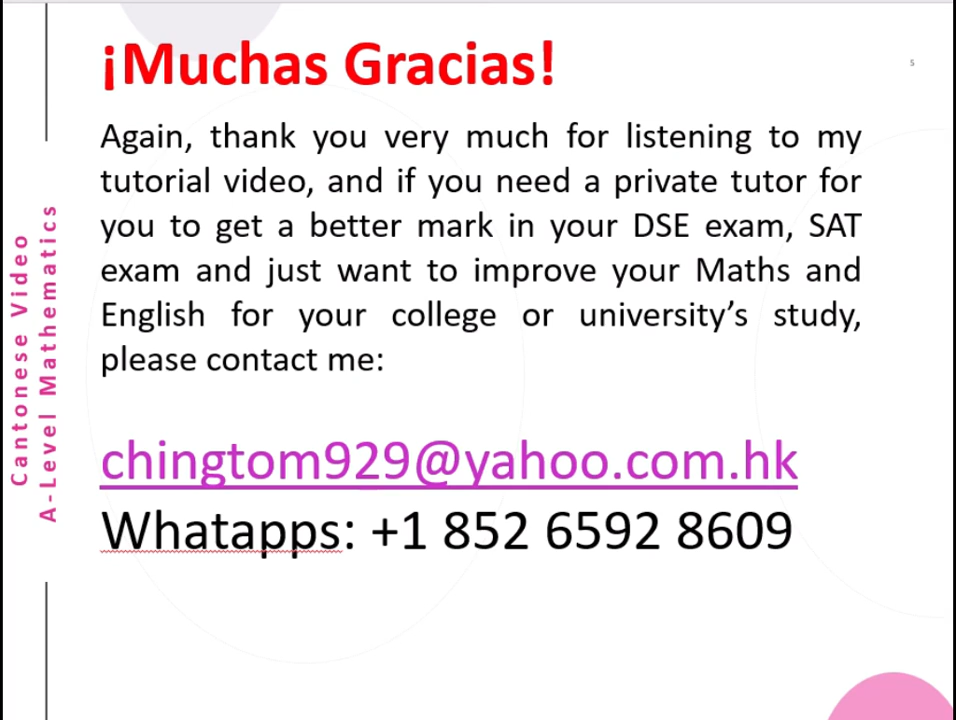 ¡Muchas Gracias!
5
Again, thank you very much for listening to my
tutorial video, and if you need a private tutor for
you to get a better mark in your DSE exam, SAT
exam and just want to improve your Maths and
English for your college or university’s study,
please contact me:
chingtom929@yahoo.com.hk
Whatapps: +1 852 6592 8609
Cantonese Video
A-Level Mathematics